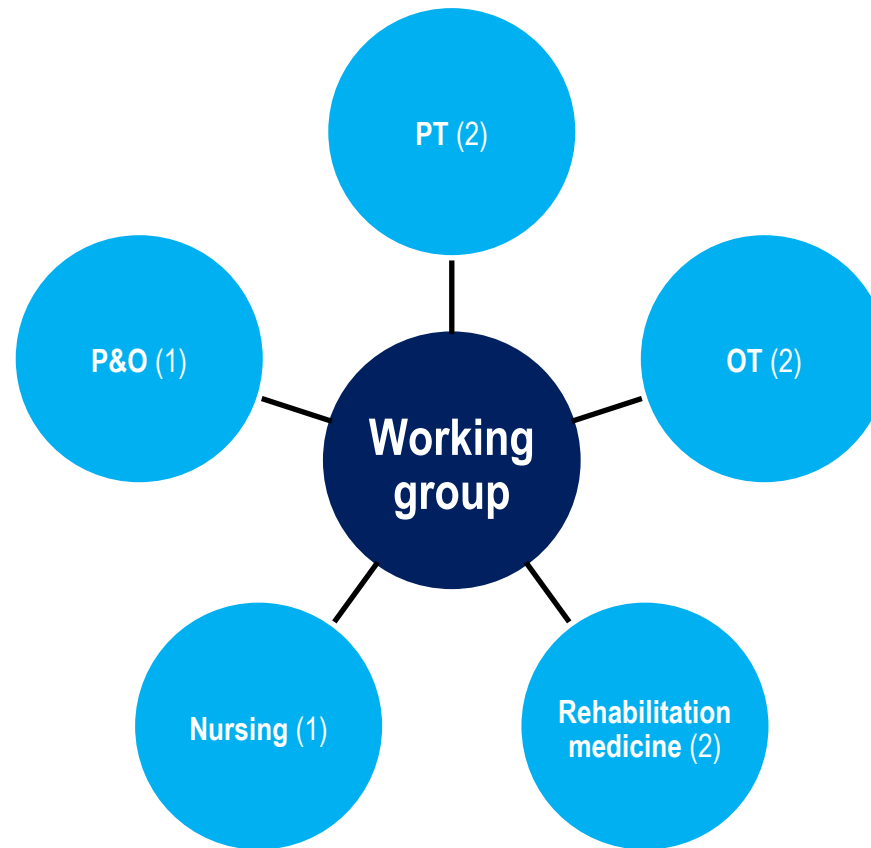 PT (2)
P&O (1)
OT (2)
Working
group
Nursing (1)
Rehabilitation
medicine (2)